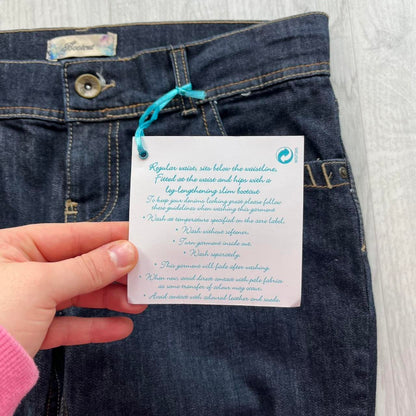 Bootcut
Regular waist, sits below the waistline,
Fitted at the waist and hips with a
leg-lengthening slim bootcut
To keep your denims looking great please follow
these guidelines when washing this garment
• Wash at temperature specified on the care label.
• Wash without softener.
• Turn garment inside out.
• Wash separately.
• This garment will fade after washing.
• When new, avoid direct contact with pale fabrics
as some transfer of colour may occur.
• Avoid contact with coloured leather and suede.